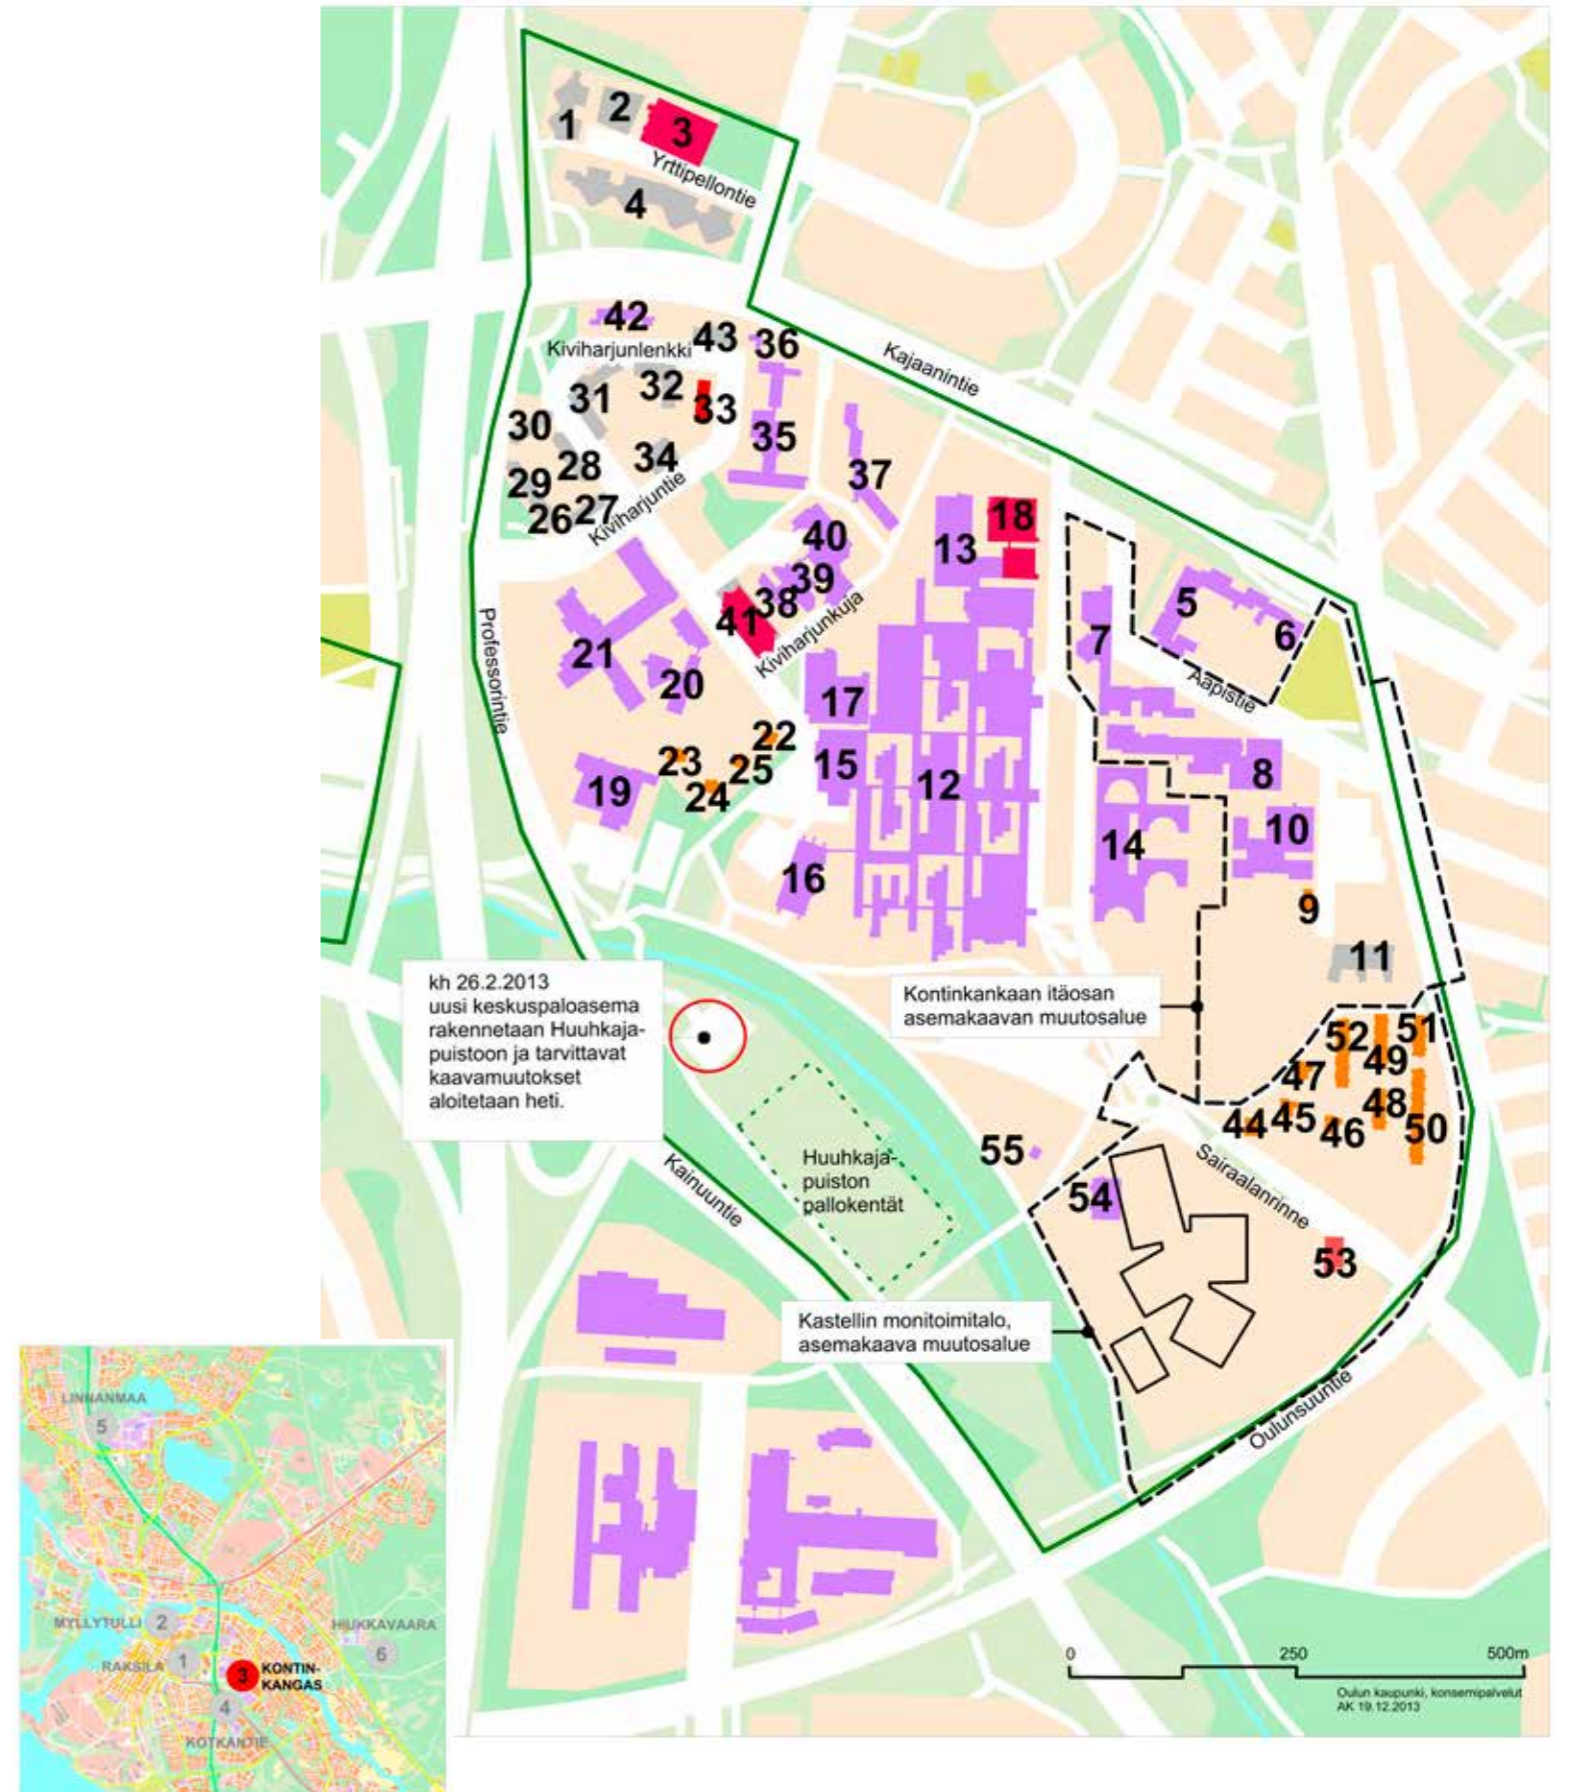 1
2
3
Yrttipellontie
4
42
43
36
Kiviharjunlenkki
Kajaanintie
31
32
33
30
35
34
28
37
29
27
26
Kiviharjuntie
18
40
13
39
5
38
41
Kiviharjunkuja
6
7
Professorintie
21
20
Aapistie
17
22
23
25
15
8
19
24
12
10
14
16
9
11
kh 26.2.2013
uusi keskuspaloasema
rakennetaan Huuhkaja-
puistoon ja tarvittavat
kaavamuutokset
aloitetaan heti.
Kontinkankaan itäosan
asemakaavan muutosalue
52
51
49
47
48
44
45
46
50
55
Sairaalanrinne
Huuhkaja-
puiston
pallokentät
Kainuuntie
54
53
Kastellin monitoimitalo,
asemakaava muutosalue
Oulunsuuntie
LINNANMAA
5
MYLLYTULLI
2
HIUKKAVAARA
6
RAKSILA
1
3
KONTIN-
KANGAS
4
KOTKANTIE
0 250 500m
Oulun kaupunki, konsernipalvelut
AK 19.12.2013